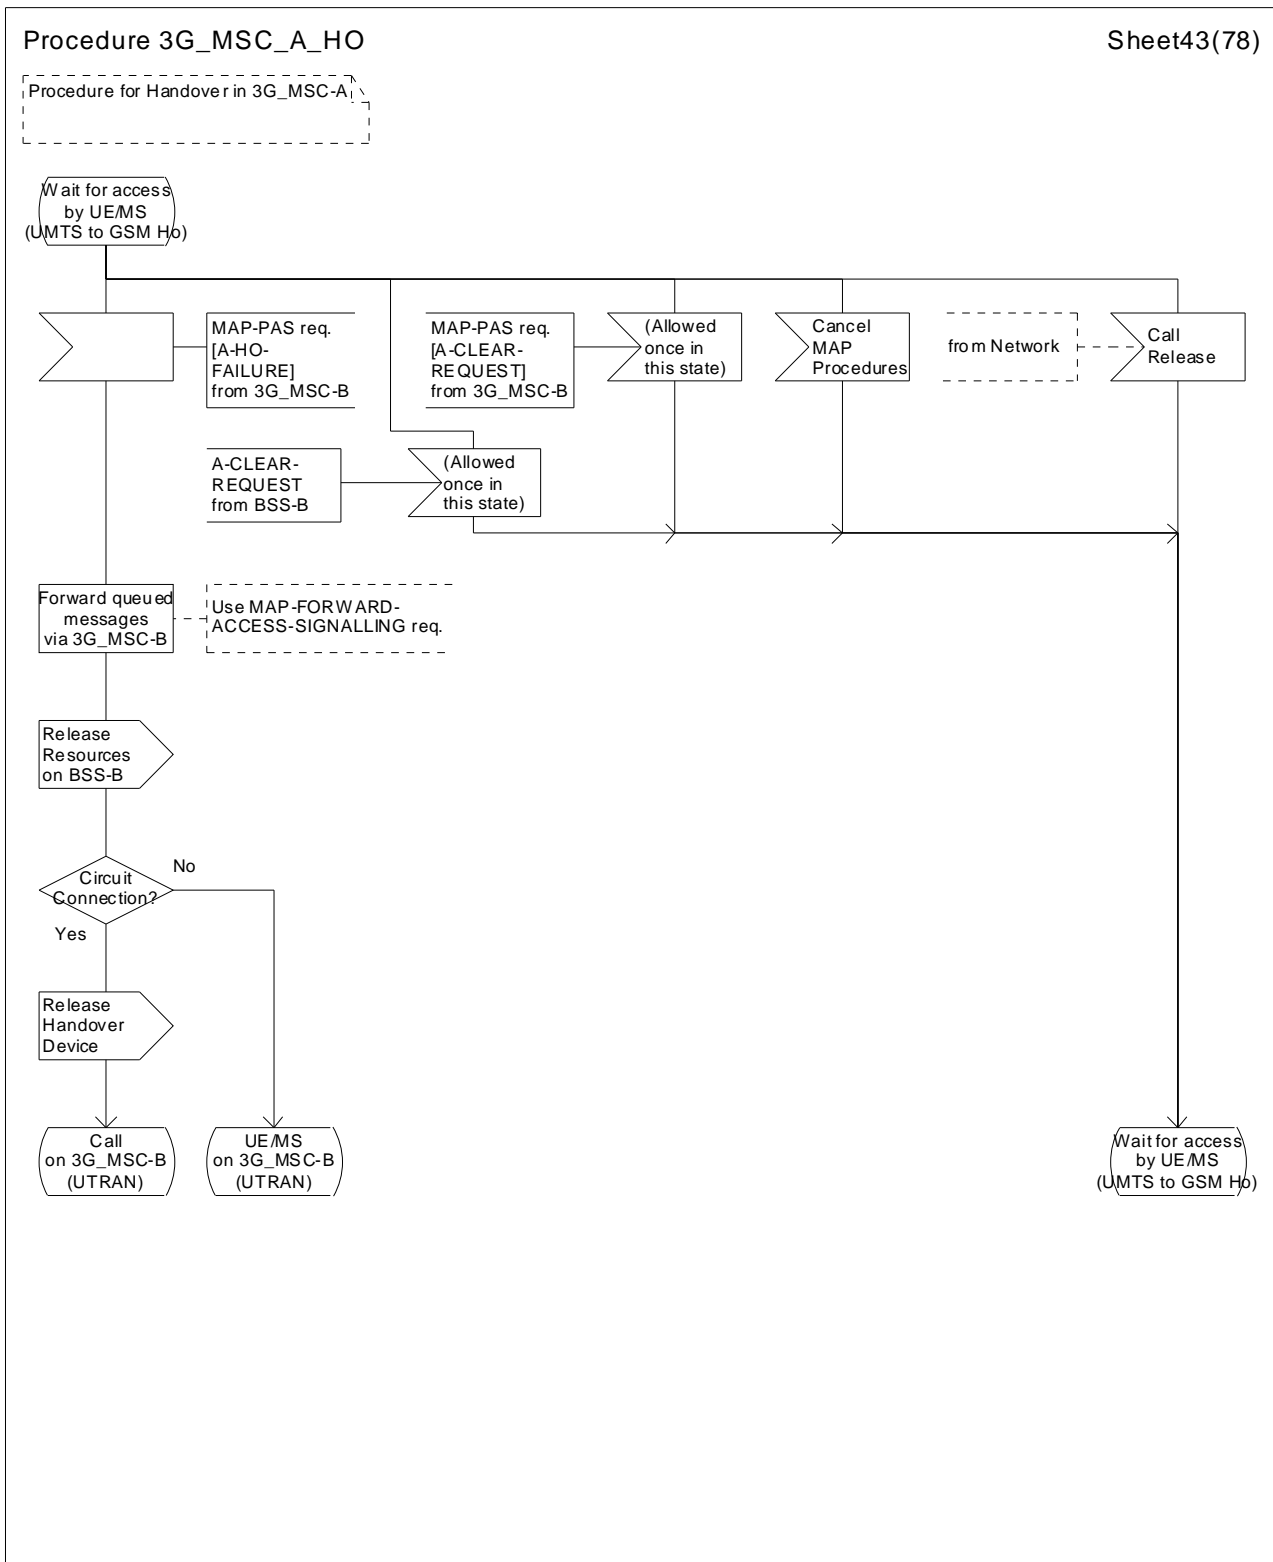 Procedure 3G_MSC_A_HO
Sheet43(78)
Procedure for Handover in 3G_MSC-A
Wait for access
by UE/MS
(UMTS to GSM Ho)
MAP-PAS req.
[A-HO-
FAILURE]
from 3G_MSC-B
MAP-PAS req.
[A-CLEAR-
REQUEST]
from 3G_MSC-B
(Allowed
once in
this state)
Cancel
MAP
Procedures
from Network
Call
Release
A-CLEAR-
REQUEST
from BSS-B
(Allowed
once in
this state)
Forward queued
messages
via 3G_MSC-B
Use MAP-FORWARD-
ACCESS-SIGNALLING req.
Release
Resources
on BSS-B
Circuit
Connection?
No
Yes
Release
Handover
Device
Call
on 3G_MSC-B
(UTRAN)
UE/MS
on 3G_MSC-B
(UTRAN)
Wait for access
by UE/MS
(UMTS to GSM Ho)